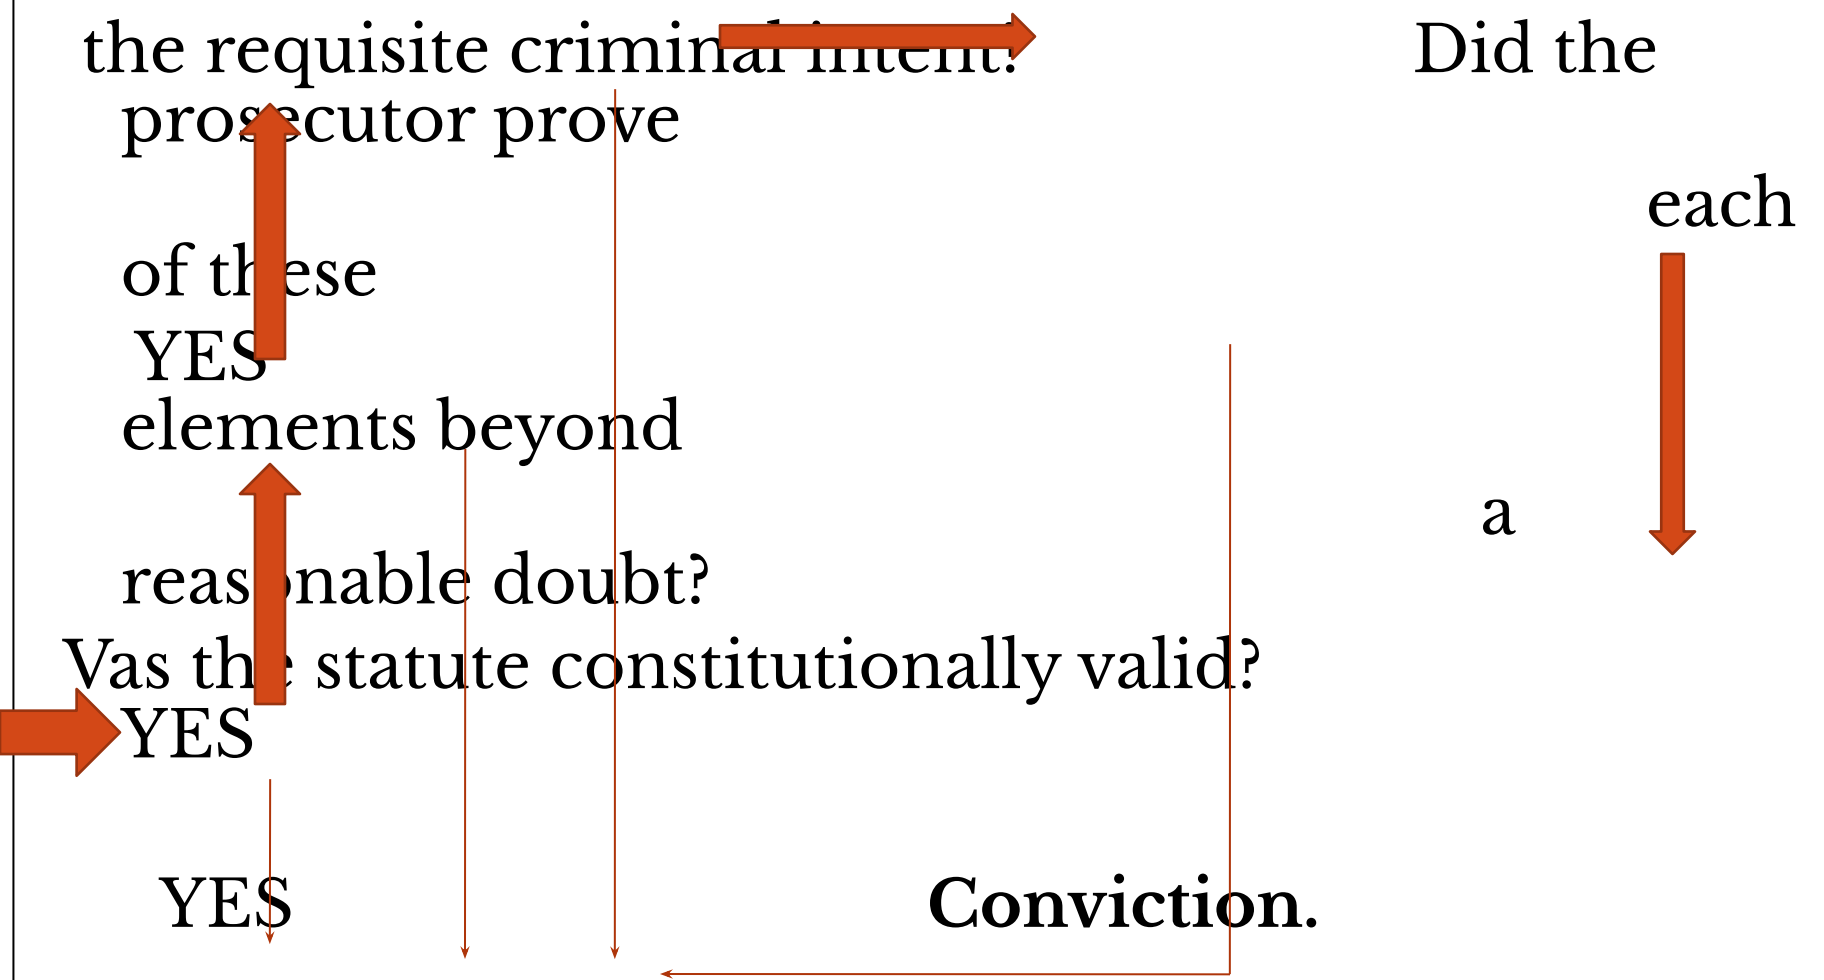 the requisite criminal intent? Did the
prosecutor prove
each
of these
YES
elements beyond
a
reasonable doubt?
Vas the statute constitutionally valid?
YES
YES Conviction.